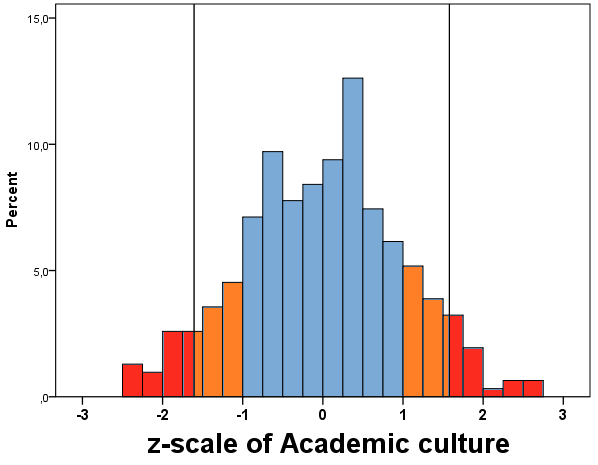 15,0
10,0
5,0
,0
Percent
-3 -2 -1 0 1 2 3
z-scale of Academic culture